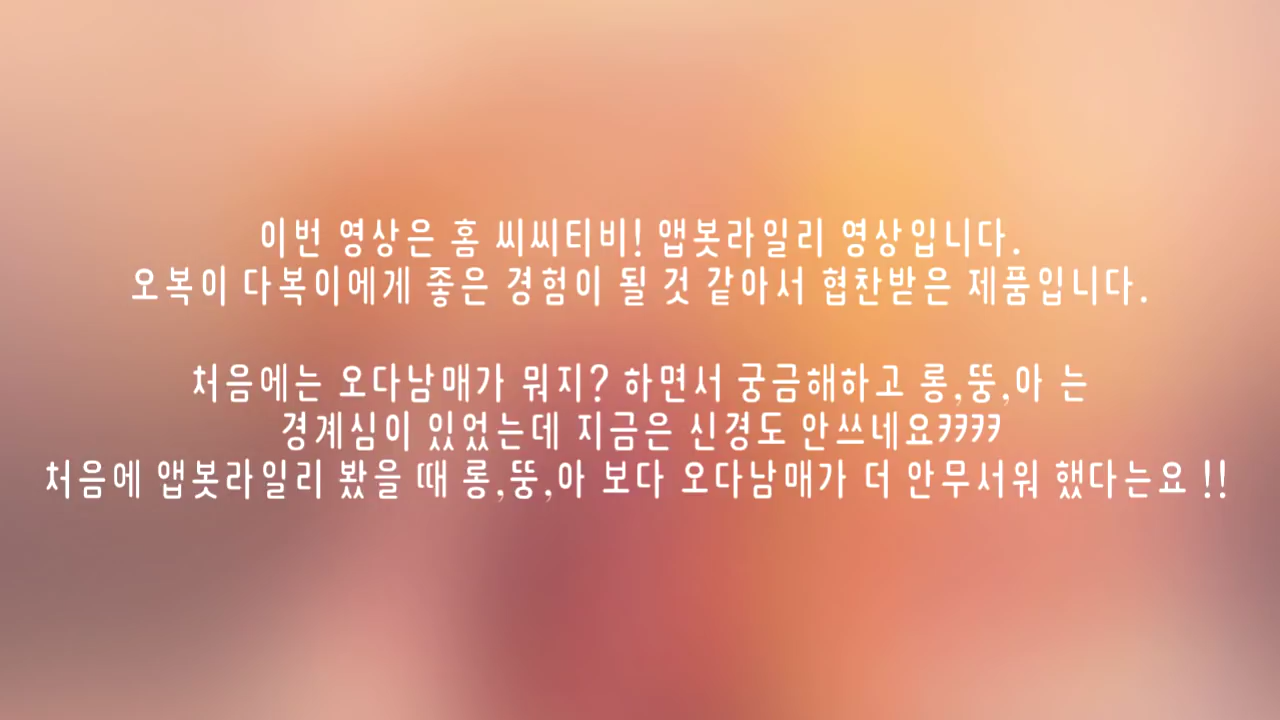 이번 영상은 홈 씨씨티비! 앱봇라일리 영상입니다.
오복이 다복이에게 좋은 경험이 될 것 같아서 협찬받은 제품입니다.
처음에는 오다남매가 뭐지? 하면서 궁금해하고 롱,뚱,아 는
경계심이 있었는데 지금은 신경도 안쓰네요ㅋㅋㅋㅋ
처음에 앱봇라일리 봤을 때 롱,뚱,아 보다 오다남매가 더 안무서워 했다는요 !!